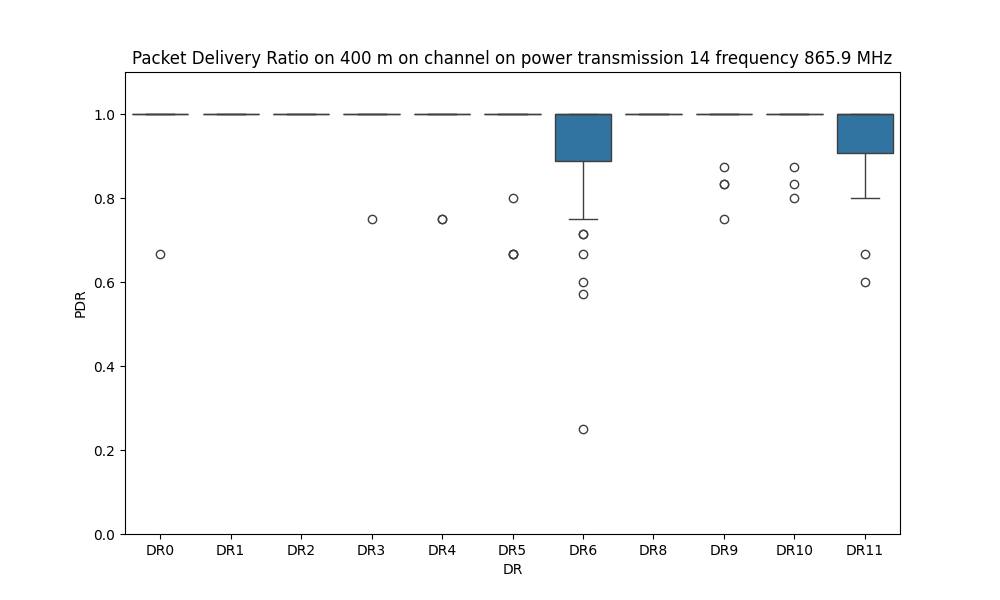 Packet Delivery Ratio on 400 m on channel on power transmission 14 frequency 865.9 MHz
1.0
0.8
0.6
0.4
0.2
0.0
PDR
DR0 DR1 DR2 DR3 DR4 DR5 DR6 DR8 DR9 DR10 DR11
DR